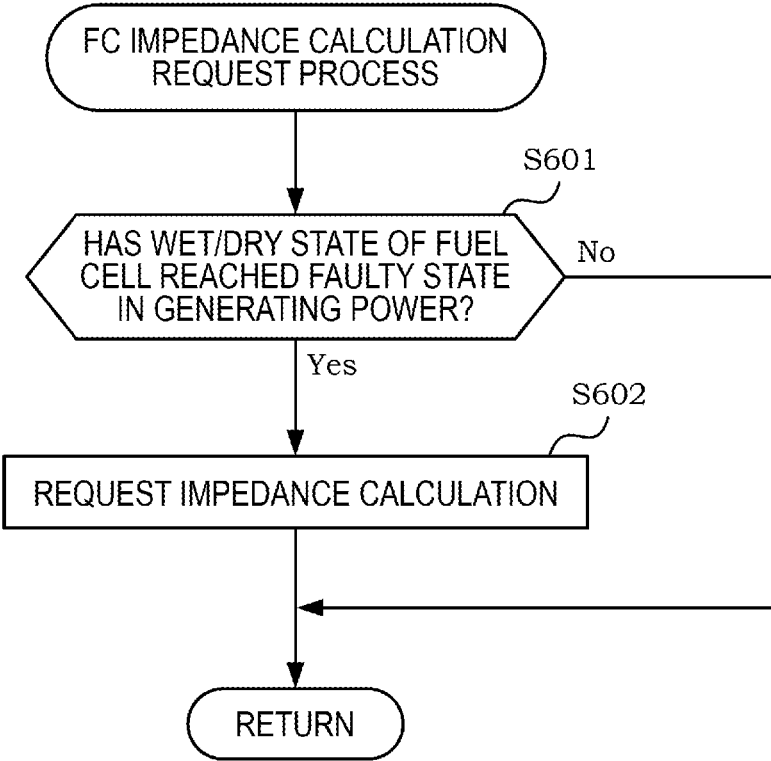 FC IMPEDANCE CALCULATION
REQUEST PROCESS
S601
HAS WET/DRY STATE OF FUEL
CELL REACHED FAULTY STATE
IN GENERATING POWER?
No
Yes
S602
REQUEST IMPEDANCE CALCULATION
RETURN